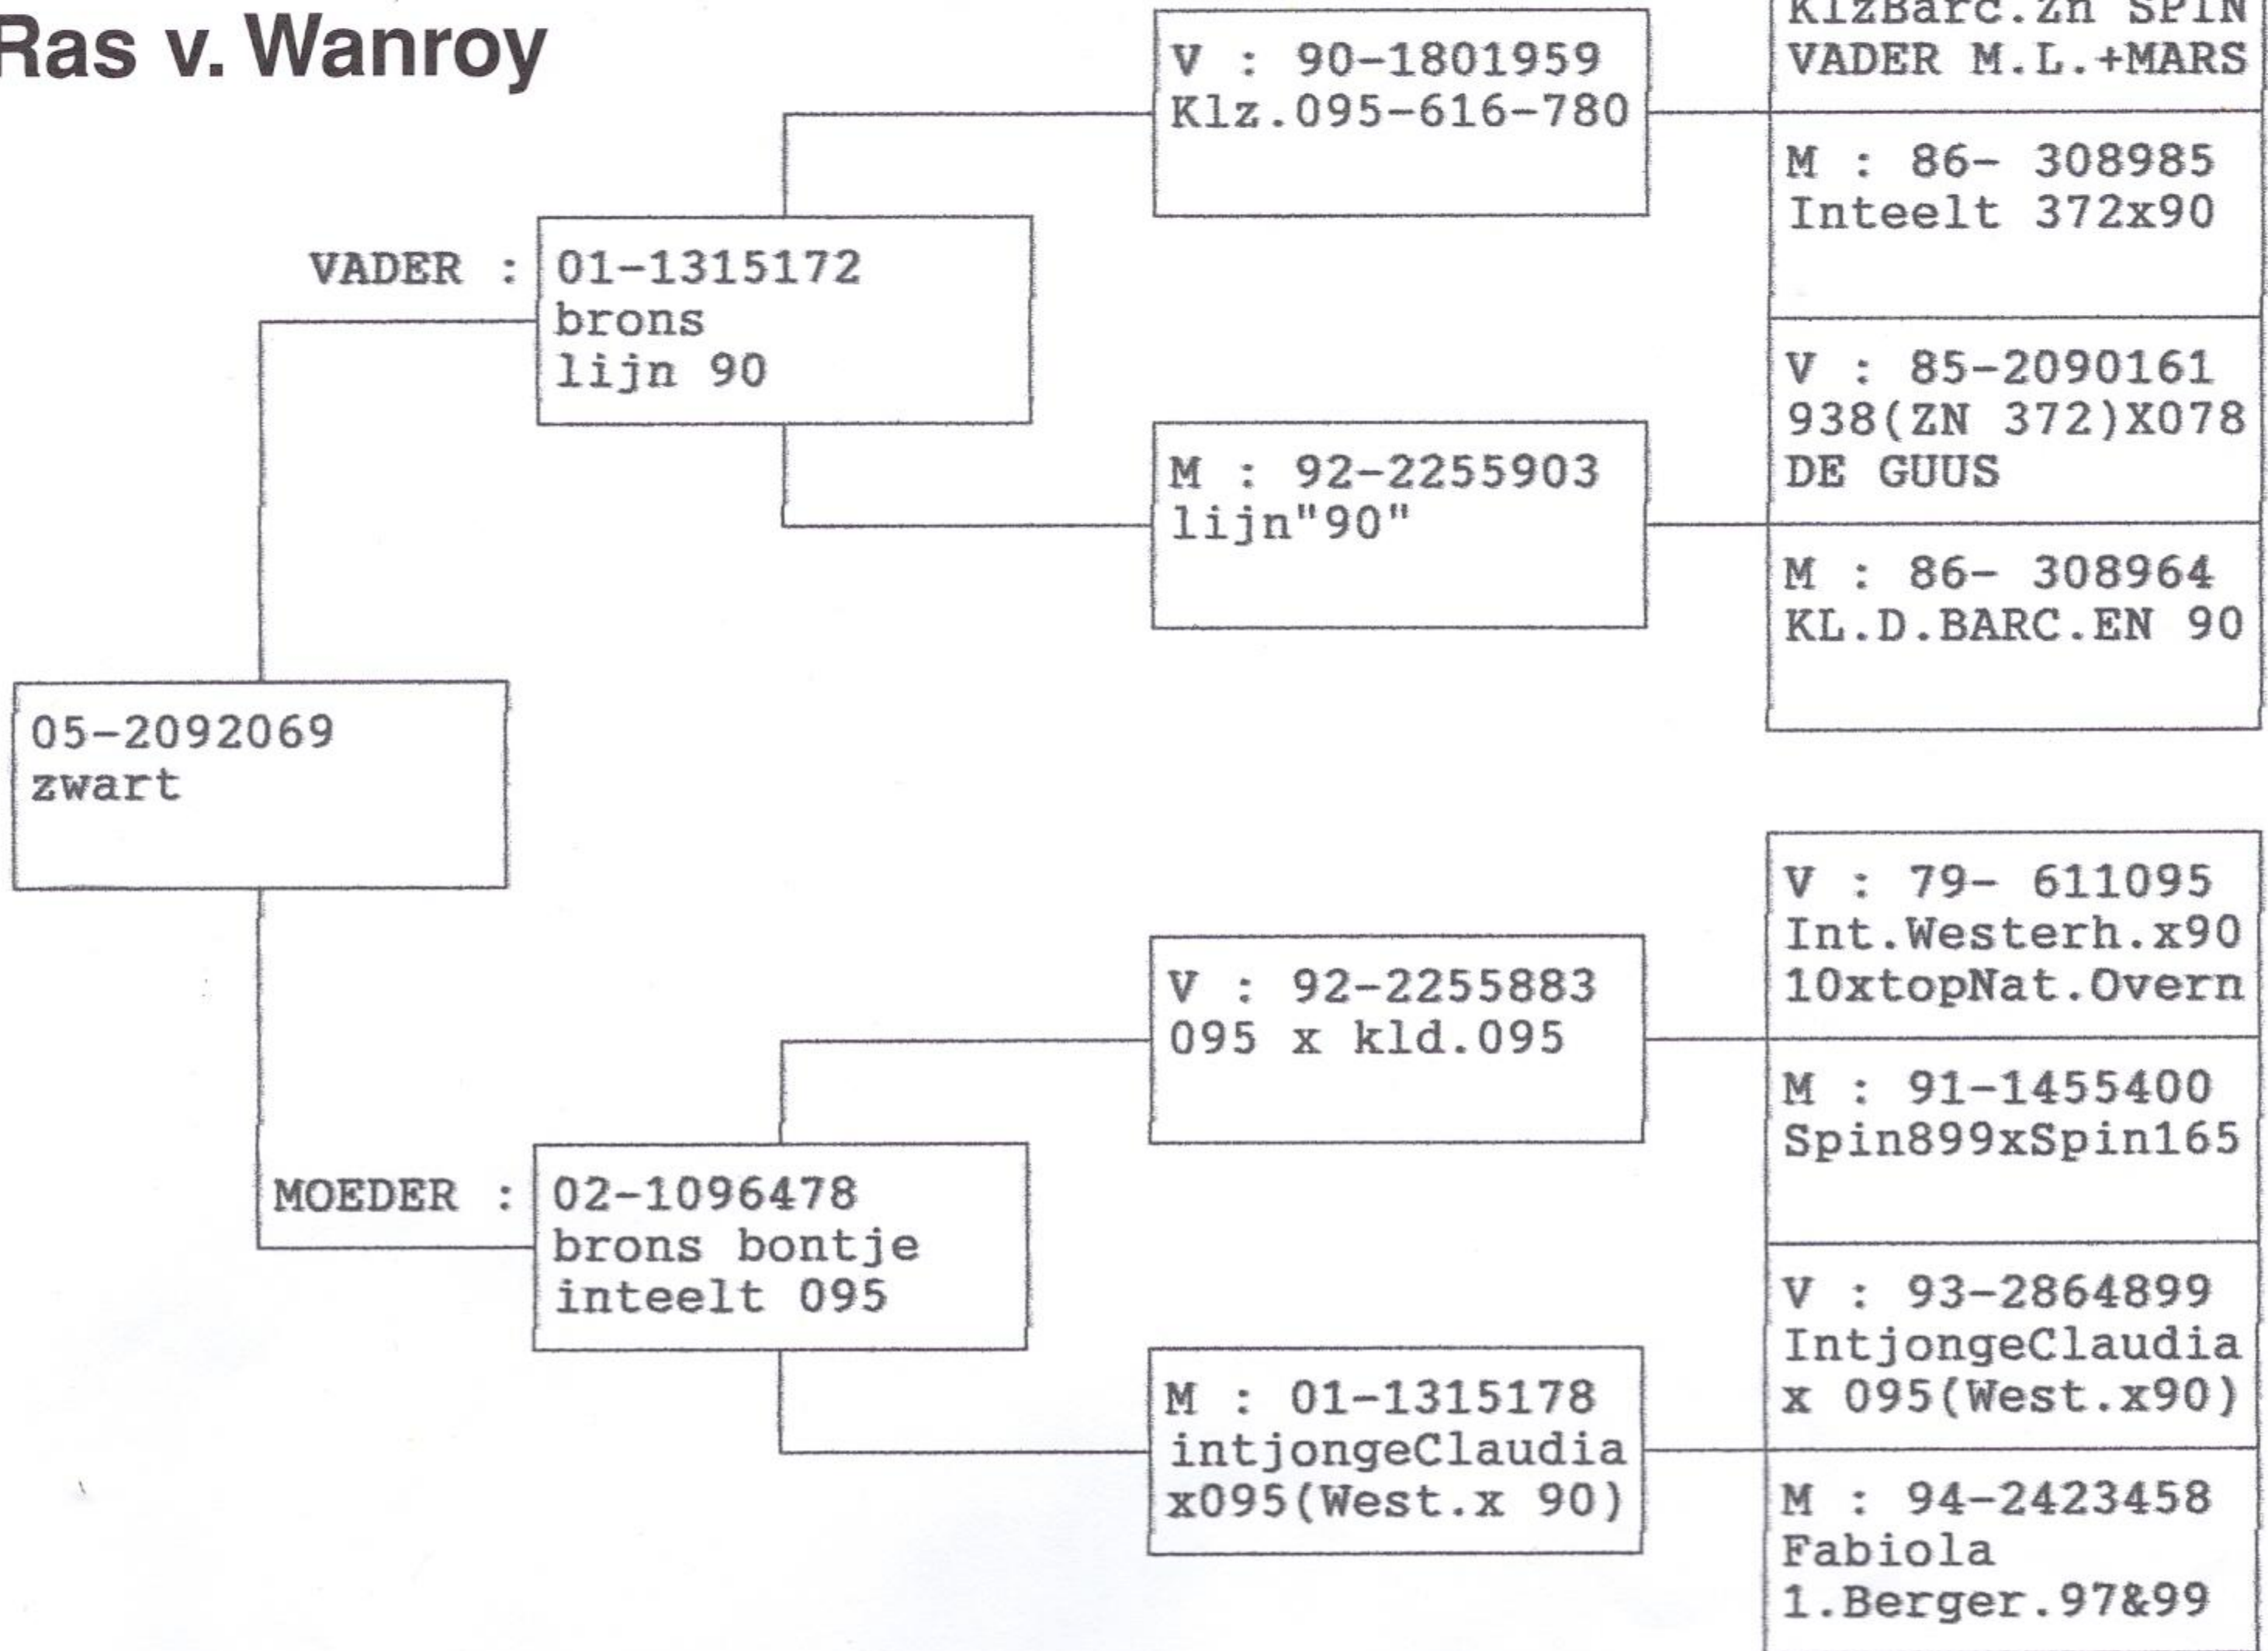 Ras v. Wanroy
05-2092069
zwart
VADER :
01-1315172
brons
lijn 90
MOEDER :
02-1096478
brons bontje
inteelt 095
V : 90-1801959
Klz.095-616-780
M : 92-2255903
lijn"90"
V : 92-2255883
095 x kld.095
M : 01-1315178
intjongeClaudia
x095(West.x 90)
KlzBarc.Zn SPIN
VADER M.L.+MARS
M : 86- 308985
Inteelt 372x90
V : 85-2090161
938(ZN 372)X078
DE GUUS
M : 86- 308964
KL.D.BARC.EN 90
V : 79- 611095
Int.Westerh.x90
10xtopNat.Overn
M : 91-1455400
Spin899xSpin165
V : 93-2864899
IntjongeClaudia
x 095(West.x90)
M : 94-2423458
Fabiola
1.Berger.97&99